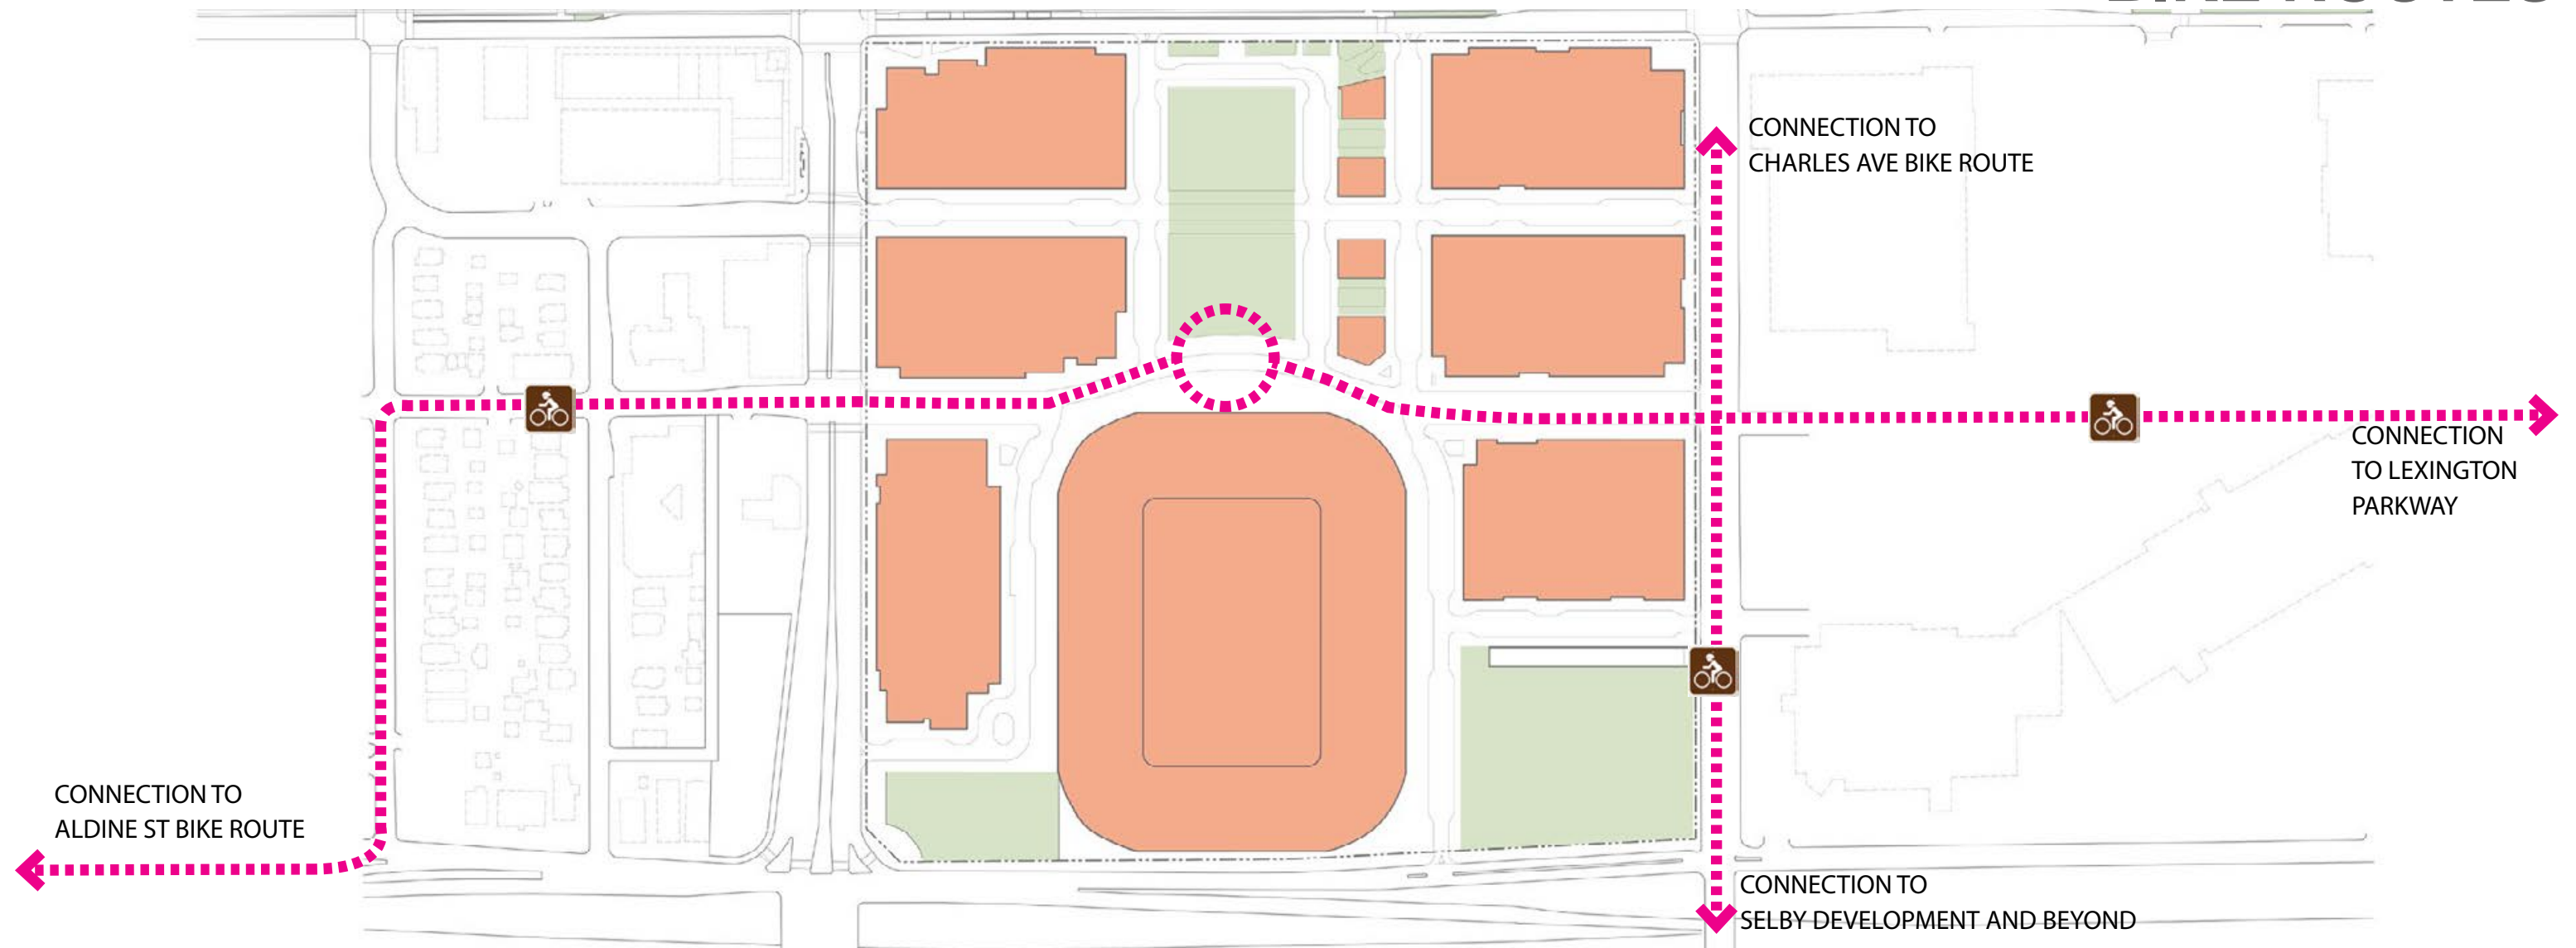 CONNECTION TO
CHARLES AVE BIKE ROUTE
CONNECTION
TO LEXINGTON
PARKWAY
CONNECTION TO
ALDINE ST BIKE ROUTE
CONNECTION TO
SELBY DEVELOPMENT AND BEYOND